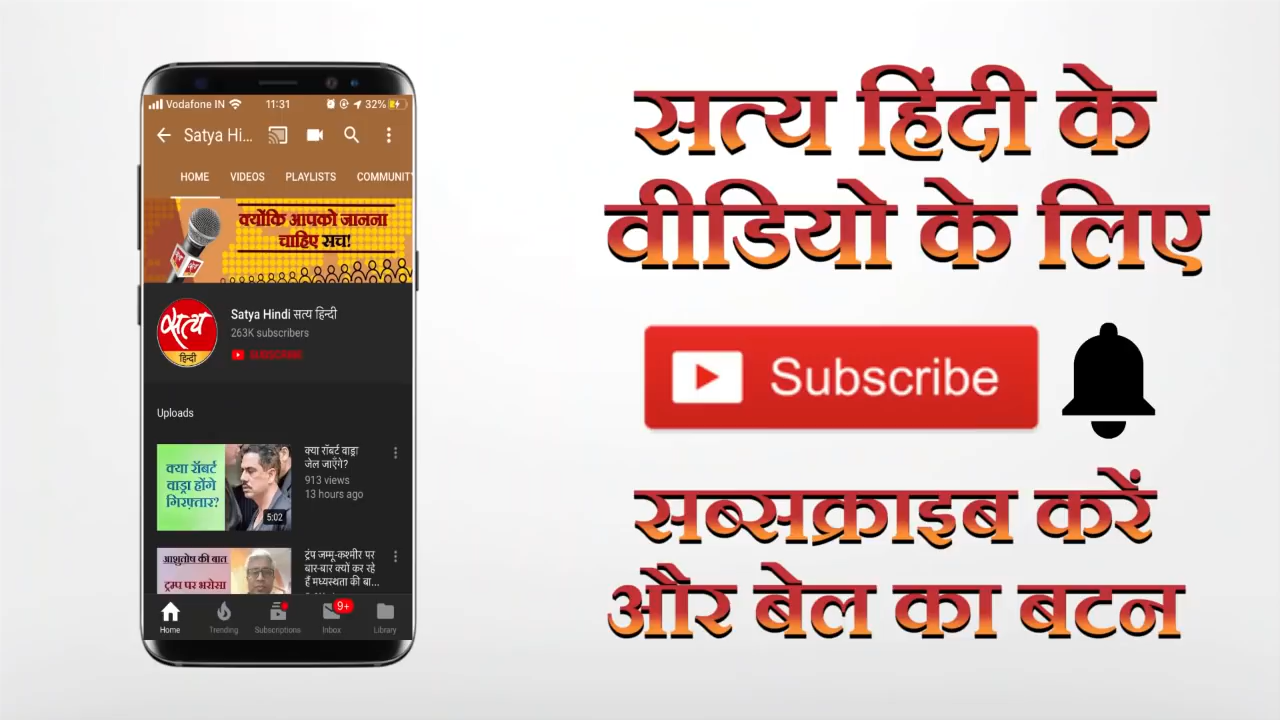 Vodafone IN 11:31 32%
Satya Hi...
HOME VIDEOS PLAYLISTS COMMUNIT
क्योंकि आपको जानना
चाहिए सच!
सत्य
हिन्दी
Satya Hindi सत्य हिन्दी
263K subscribers
SUBSCRIBE
Uploads
क्या रॉबर्ट
वाड्रा होंगे
गिरफ़्तार?
5:02
क्या रॉबर्ट वाड्रा
जेल जाएँगे?
913 views
13 hours ago
आशुतोष की बात
ट्रम्प पर भरोसा
ट्रंप जम्मू-कश्मीर पर
बार-बार क्यों कर रहे
हैं मध्यस्थता की बा...
9+
Home Trending Subscriptions Inbox Library
सत्य हिंदी के
वीडियो के लिए
Subscribe
सब्सक्राइब करें
और बेल का बटन